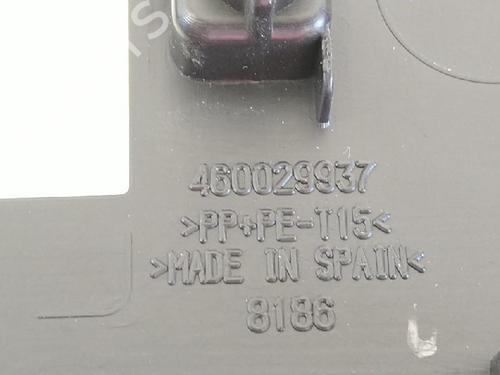 460029937
>PP+PE-T15<
>MADE IN SPAIN<
8186